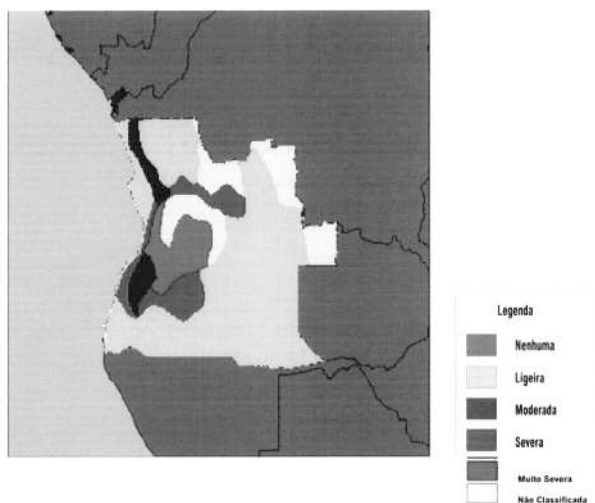 Legenda
Nenhuma
Ligeira
Moderada
Severa
Muito Severa
Não Classificada